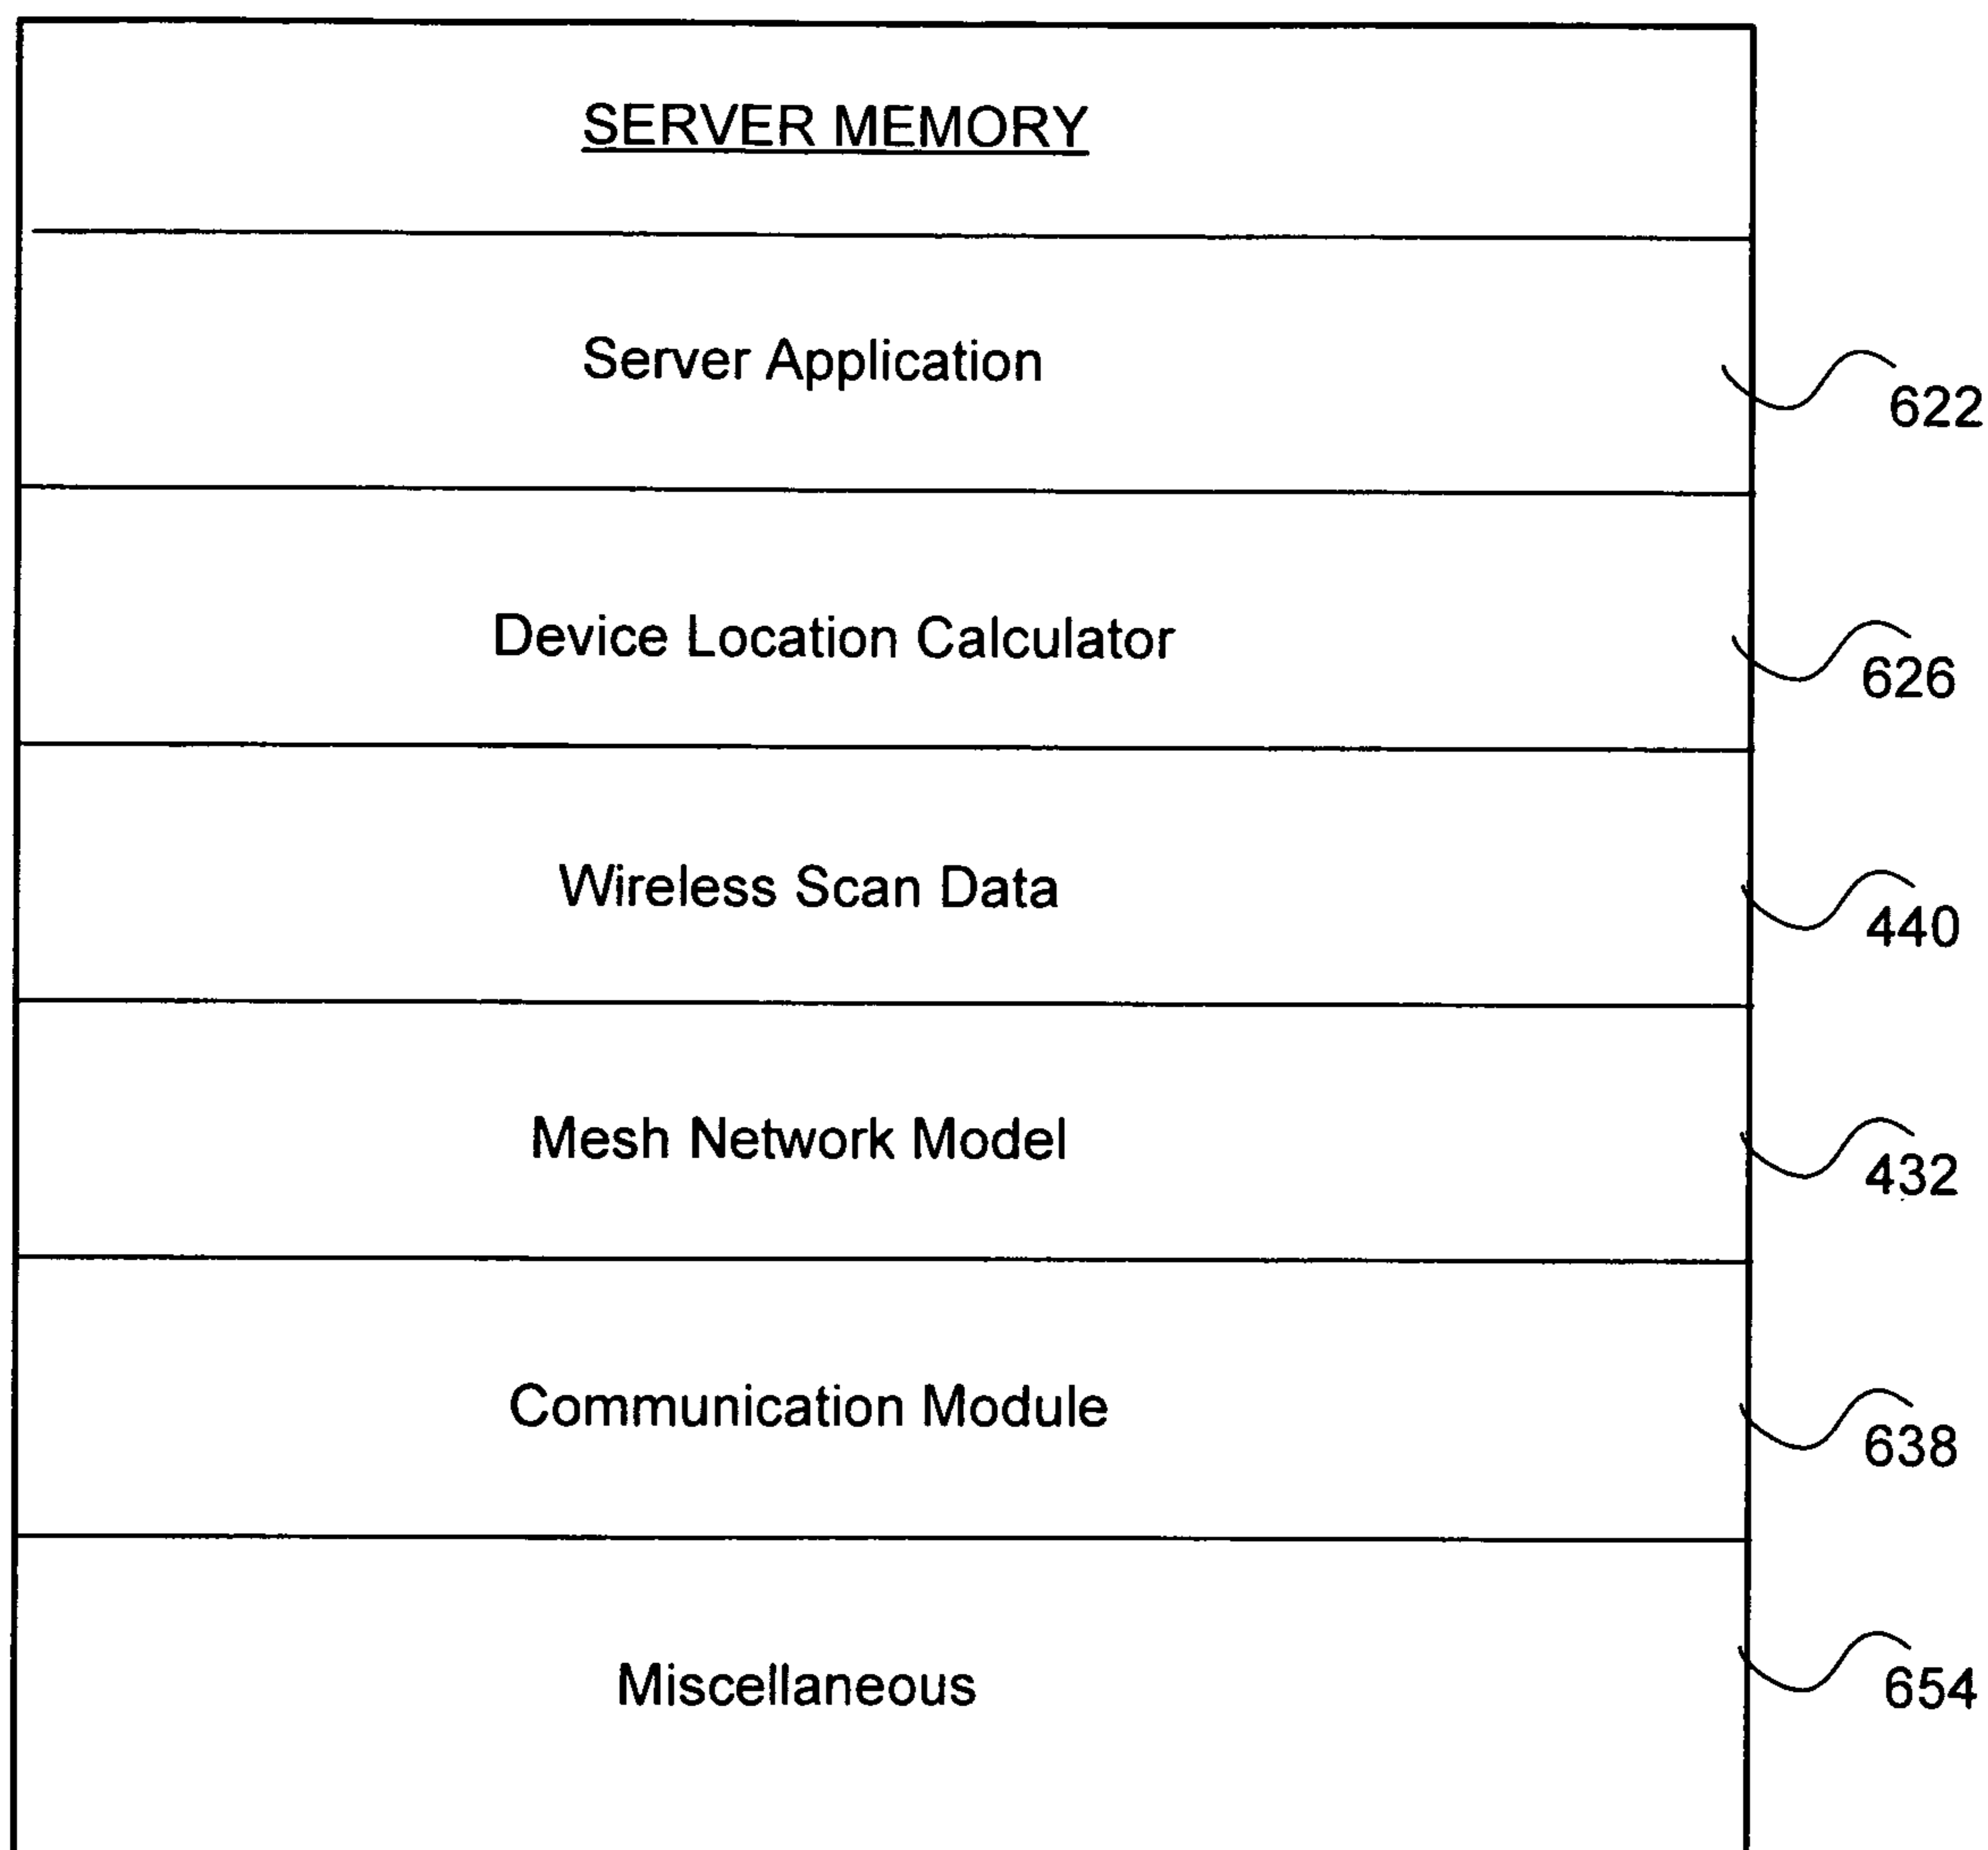 SERVER MEMORY
Server Application
622
Device Location Calculator
626
Wireless Scan Data
440
Mesh Network Model
432
Communication Module
638
Miscellaneous
654